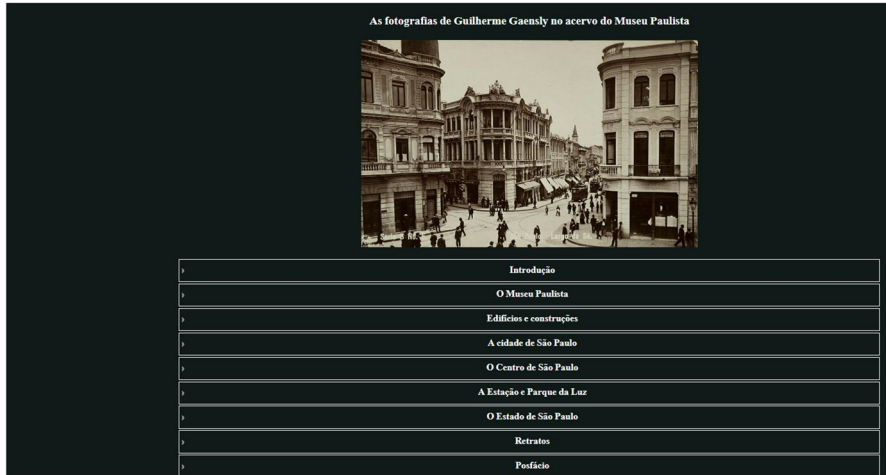 As fotografias de Guilherme Gaensly no acervo do Museu Paulista
Introdução
O Museu Paulista
Edifícios e construções
A cidade de São Paulo
O Centro de São Paulo
A Estação e Parque da Luz
O Estado de São Paulo
Retratos
Posfácio